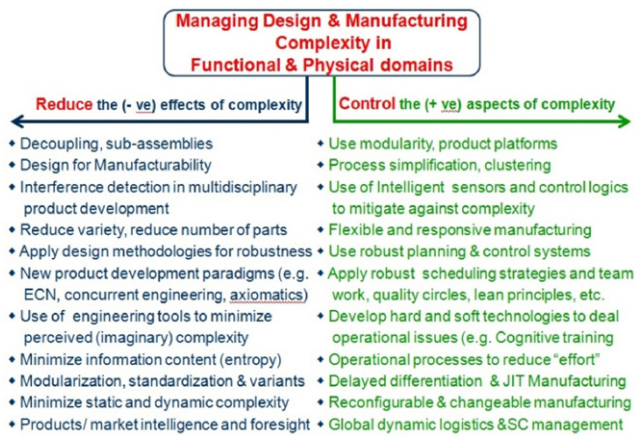 Managing Design & Manufacturing
Complexity in
Functional & Physical domains
Reduce the (- ve) effects of complexity
◆ Decoupling, sub-assemblies
◆ Design for Manufacturability
◆ Interference detection in multidisciplinary
product development
◆ Reduce variety, reduce number of parts
◆ Apply design methodologies for robustness
◆ New product development paradigms (e.g.
ECN, concurrent engineering, axiomatics)
◆ Use of engineering tools to minimize
perceived (imaginary) complexity
◆ Minimize information content (entropy)
◆ Modularization, standardization & variants
◆ Minimize static and dynamic complexity
◆ Products/ market intelligence and foresight
Control the (+ ve) aspects of complexity
◆ Use modularity, product platforms
◆ Process simplification, clustering
◆ Use of Intelligent sensors and control logics
to mitigate against complexity
◆ Flexible and responsive manufacturing
◆ Use robust planning & control systems
◆ Apply robust scheduling strategies and team
work, quality circles, lean principles, etc.
◆ Develop hard and soft technologies to deal
operational issues (e.g. Cognitive training
◆ Operational processes to reduce “effort”
◆ Delayed differentiation & JIT Manufacturing
◆ Reconfigurable & changeable manufacturing
◆ Global dynamic logistics &SC management